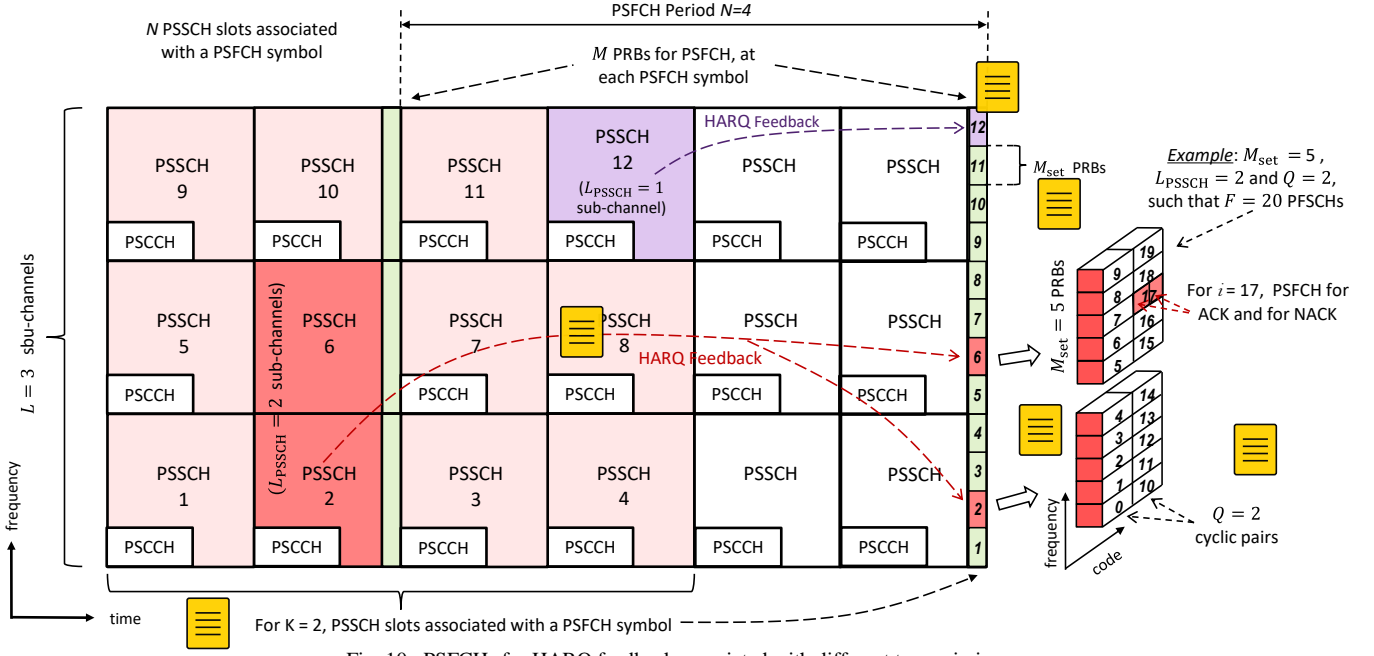 PSFCH Period N=4
N PSSCH slots associated
with a PSFCH symbol
M PRBs for PSFCH, at
each PSFCH symbol
L = 3 sbu-channels
frequency
time
PSSCH
9
PSCCH
PSSCH
10
PSCCH
PSSCH
11
PSCCH
PSSCH
12
(L_PSSCH = 1
sub-channel)
PSCCH
PSSCH
PSCCH
PSSCH
PSCCH
HARQ Feedback
PSSCH
5
PSCCH
PSSCH
6
PSSCH
7
PSCCH
PSSCH
8
PSCCH
PSSCH
PSCCH
PSSCH
PSCCH
HARQ Feedback
(L_PSSCH = 2 sub-channels)
PSSCH
1
PSCCH
PSSCH
2
PSCCH
PSSCH
3
PSCCH
PSSCH
4
PSCCH
PSSCH
PSCCH
PSSCH
PSCCH
12
11
10
9
8
7
6
5
4
3
2
1
M_set PRBs
Example: M_set = 5 ,
L_PSSCH = 2 and Q = 2,
such that F = 20 PFSCHs
M_set = 5 PRBs
19
9
18
8
17
7
16
6
15
5
For i = 17, PSFCH for
ACK and for NACK
14
4
13
3
12
2
11
1
10
0
Q = 2
cyclic pairs
frequency
code
For K = 2, PSSCH slots associated with a PSFCH symbol